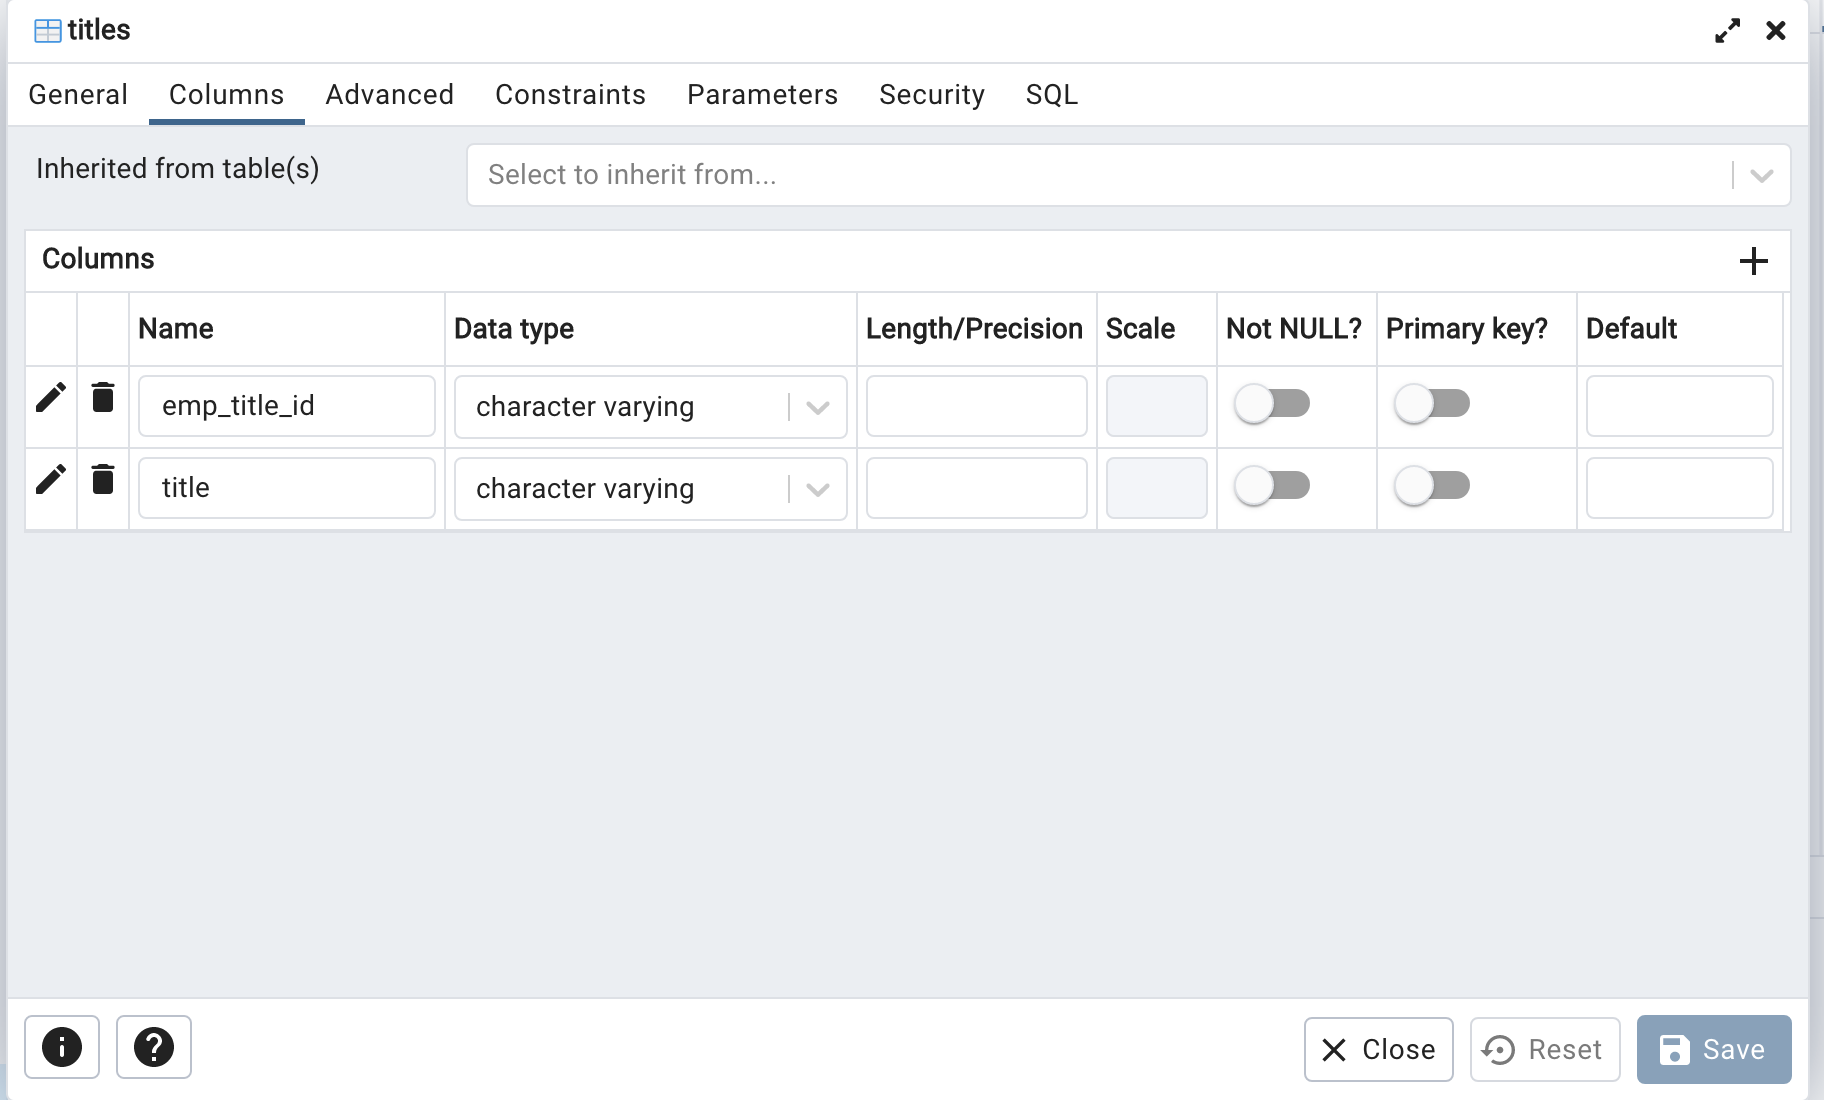 titles
General Columns Advanced Constraints Parameters Security SQL
Inherited from table(s) Select to inherit from...
Columns
Name Data type Length/Precision Scale Not NULL? Primary key? Default
emp_title_id character varying
title character varying
Close Reset Save